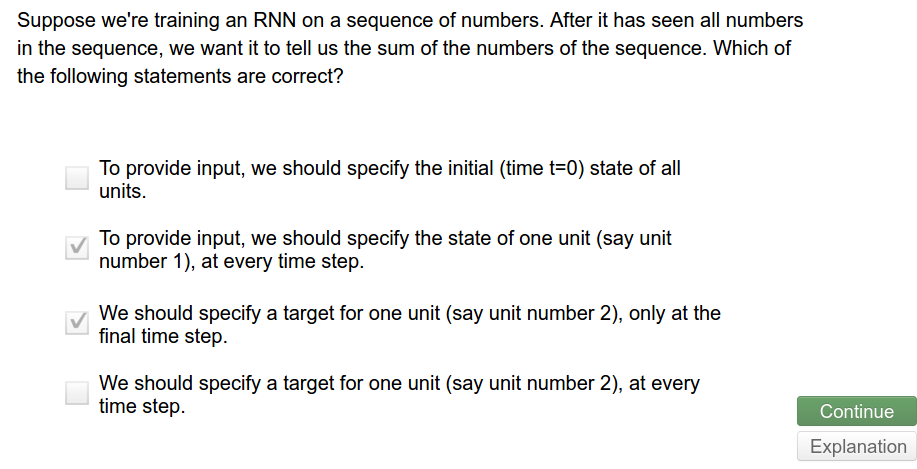 Suppose we're training an RNN on a sequence of numbers. After it has seen all numbers
in the sequence, we want it to tell us the sum of the numbers of the sequence. Which of
the following statements are correct?
To provide input, we should specify the initial (time t=0) state of all
units.
To provide input, we should specify the state of one unit (say unit
number 1), at every time step.
We should specify a target for one unit (say unit number 2), only at the
final time step.
We should specify a target for one unit (say unit number 2), at every
time step.
Continue
Explanation